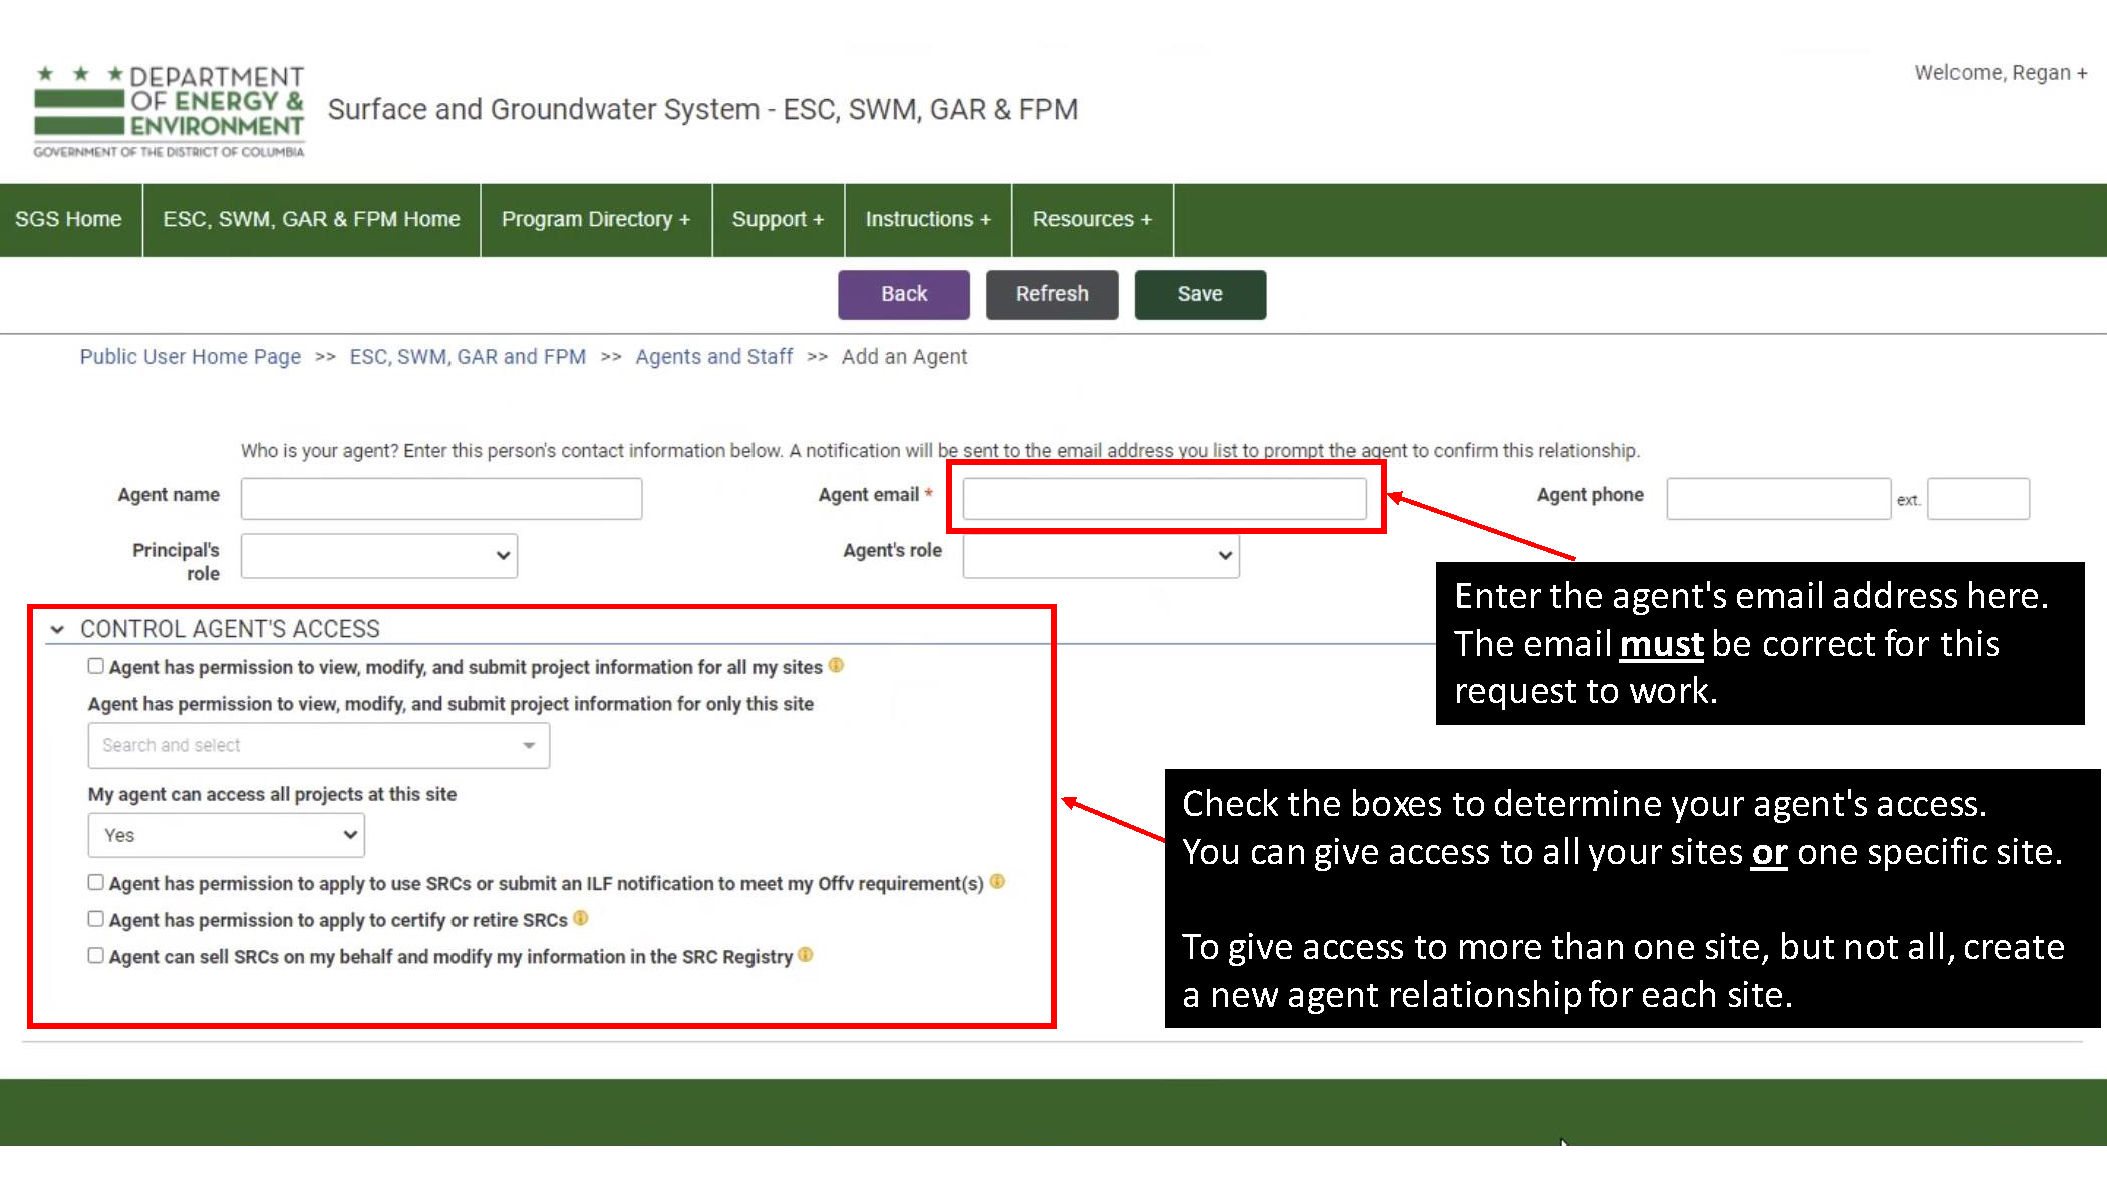 DEPARTMENT
OF ENERGY &
ENVIRONMENT
GOVERNMENT OF THE DISTRICT OF COLUMBIA
Surface and Groundwater System - ESC, SWM, GAR & FPM
Welcome, Regan +
SGS Home ESC, SWM, GAR & FPM Home Program Directory + Support + Instructions + Resources +
Back Refresh Save
Public User Home Page >> ESC, SWM, GAR and FPM >> Agents and Staff >> Add an Agent
Who is your agent? Enter this person's contact information below. A notification will be sent to the email address you list to prompt the agent to confirm this relationship.
Agent name Agent email * Agent phone ext.
Principal's role Agent's role
Enter the agent's email address here.
The email must be correct for this
request to work.
CONTROL AGENT'S ACCESS
Agent has permission to view, modify, and submit project information for all my sites
Agent has permission to view, modify, and submit project information for only this site
Search and select
My agent can access all projects at this site
Yes
Agent has permission to apply to use SRCs or submit an ILF notification to meet my Offv requirement(s)
Agent has permission to apply to certify or retire SRCs
Agent can sell SRCs on my behalf and modify my information in the SRC Registry
Check the boxes to determine your agent's access.
You can give access to all your sites or one specific site.
To give access to more than one site, but not all, create
a new agent relationship for each site.